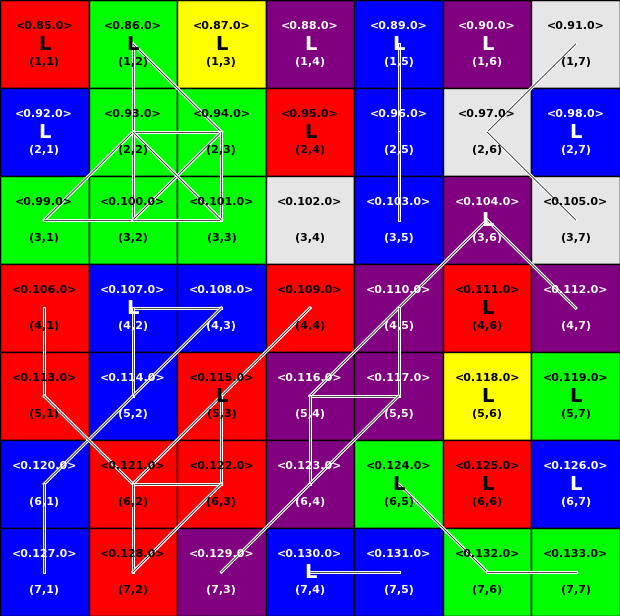 <0.85.0> <0.86.0> <0.87.0> <0.88.0> <0.89.0> <0.90.0> <0.91.0>
L L L L L L
(1,1) (1,2) (1,3) (1,4) (1,5) (1,6) (1,7)
<0.92.0> <0.93.0> <0.94.0> <0.95.0> <0.96.0> <0.97.0> <0.98.0>
L L L
(2,1) (2,2) (2,3) (2,4) (2,5) (2,6) (2,7)
<0.99.0> <0.100.0> <0.101.0> <0.102.0> <0.103.0> <0.104.0> <0.105.0>
L
(3,1) (3,2) (3,3) (3,4) (3,5) (3,6) (3,7)
<0.106.0> <0.107.0> <0.108.0> <0.109.0> <0.110.0> <0.111.0> <0.112.0>
L L
(4,1) (4,2) (4,3) (4,4) (4,5) (4,6) (4,7)
<0.113.0> <0.114.0> <0.115.0> <0.116.0> <0.117.0> <0.118.0> <0.119.0>
L L L
(5,1) (5,2) (5,3) (5,4) (5,5) (5,6) (5,7)
<0.120.0> <0.121.0> <0.122.0> <0.123.0> <0.124.0> <0.125.0> <0.126.0>
L L L
(6,1) (6,2) (6,3) (6,4) (6,5) (6,6) (6,7)
<0.127.0> <0.128.0> <0.129.0> <0.130.0> <0.131.0> <0.132.0> <0.133.0>
L
(7,1) (7,2) (7,3) (7,4) (7,5) (7,6) (7,7)